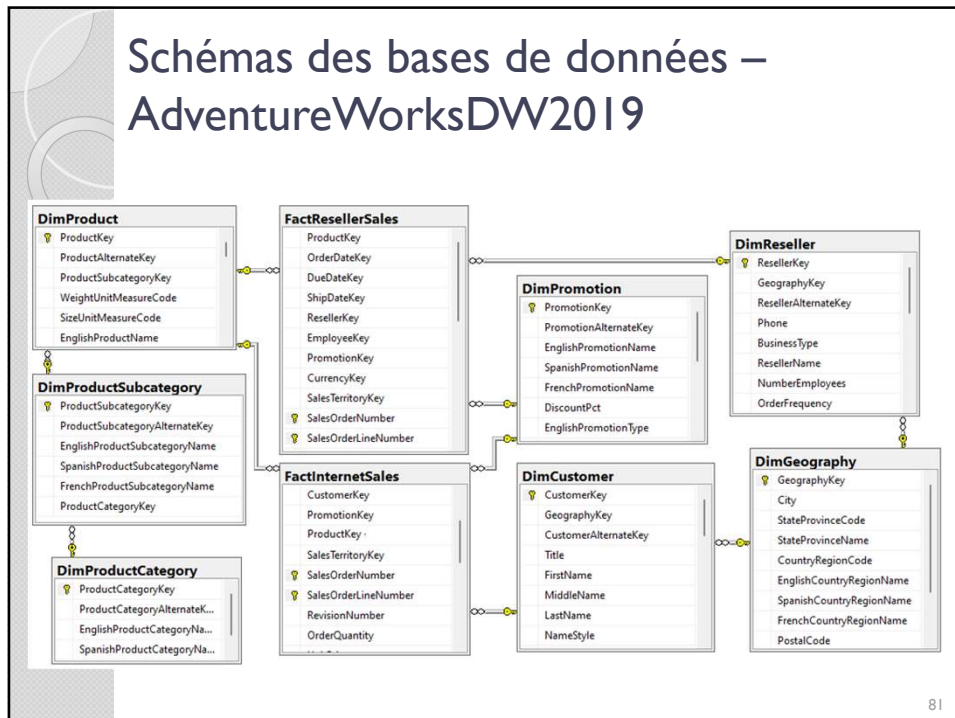 Schémas des bases de données –
AdventureWorksDW2019
DimProduct
ProductKey
ProductAlternateKey
ProductSubcategoryKey
WeightUnitMeasureCode
SizeUnitMeasureCode
EnglishProductName
DimProductSubcategory
ProductSubcategoryKey
ProductSubcategoryAlternateKey
EnglishProductSubcategoryName
SpanishProductSubcategoryName
FrenchProductSubcategoryName
ProductCategoryKey
DimProductCategory
ProductCategoryKey
ProductCategoryAlternateK...
EnglishProductCategoryNa...
SpanishProductCategoryNa...
FactResellerSales
ProductKey
OrderDateKey
DueDateKey
ShipDateKey
ResellerKey
EmployeeKey
PromotionKey
CurrencyKey
SalesTerritoryKey
SalesOrderNumber
SalesOrderLineNumber
FactInternetSales
CustomerKey
PromotionKey
ProductKey
SalesTerritoryKey
SalesOrderNumber
SalesOrderLineNumber
RevisionNumber
OrderQuantity
DimPromotion
PromotionKey
PromotionAlternateKey
EnglishPromotionName
SpanishPromotionName
FrenchPromotionName
DiscountPct
EnglishPromotionType
DimCustomer
CustomerKey
GeographyKey
CustomerAlternateKey
Title
FirstName
MiddleName
LastName
NameStyle
DimReseller
ResellerKey
GeographyKey
ResellerAlternateKey
Phone
BusinessType
ResellerName
NumberEmployees
OrderFrequency
DimGeography
GeographyKey
City
StateProvinceCode
StateProvinceName
CountryRegionCode
EnglishCountryRegionName
SpanishCountryRegionName
FrenchCountryRegionName
PostalCode
81